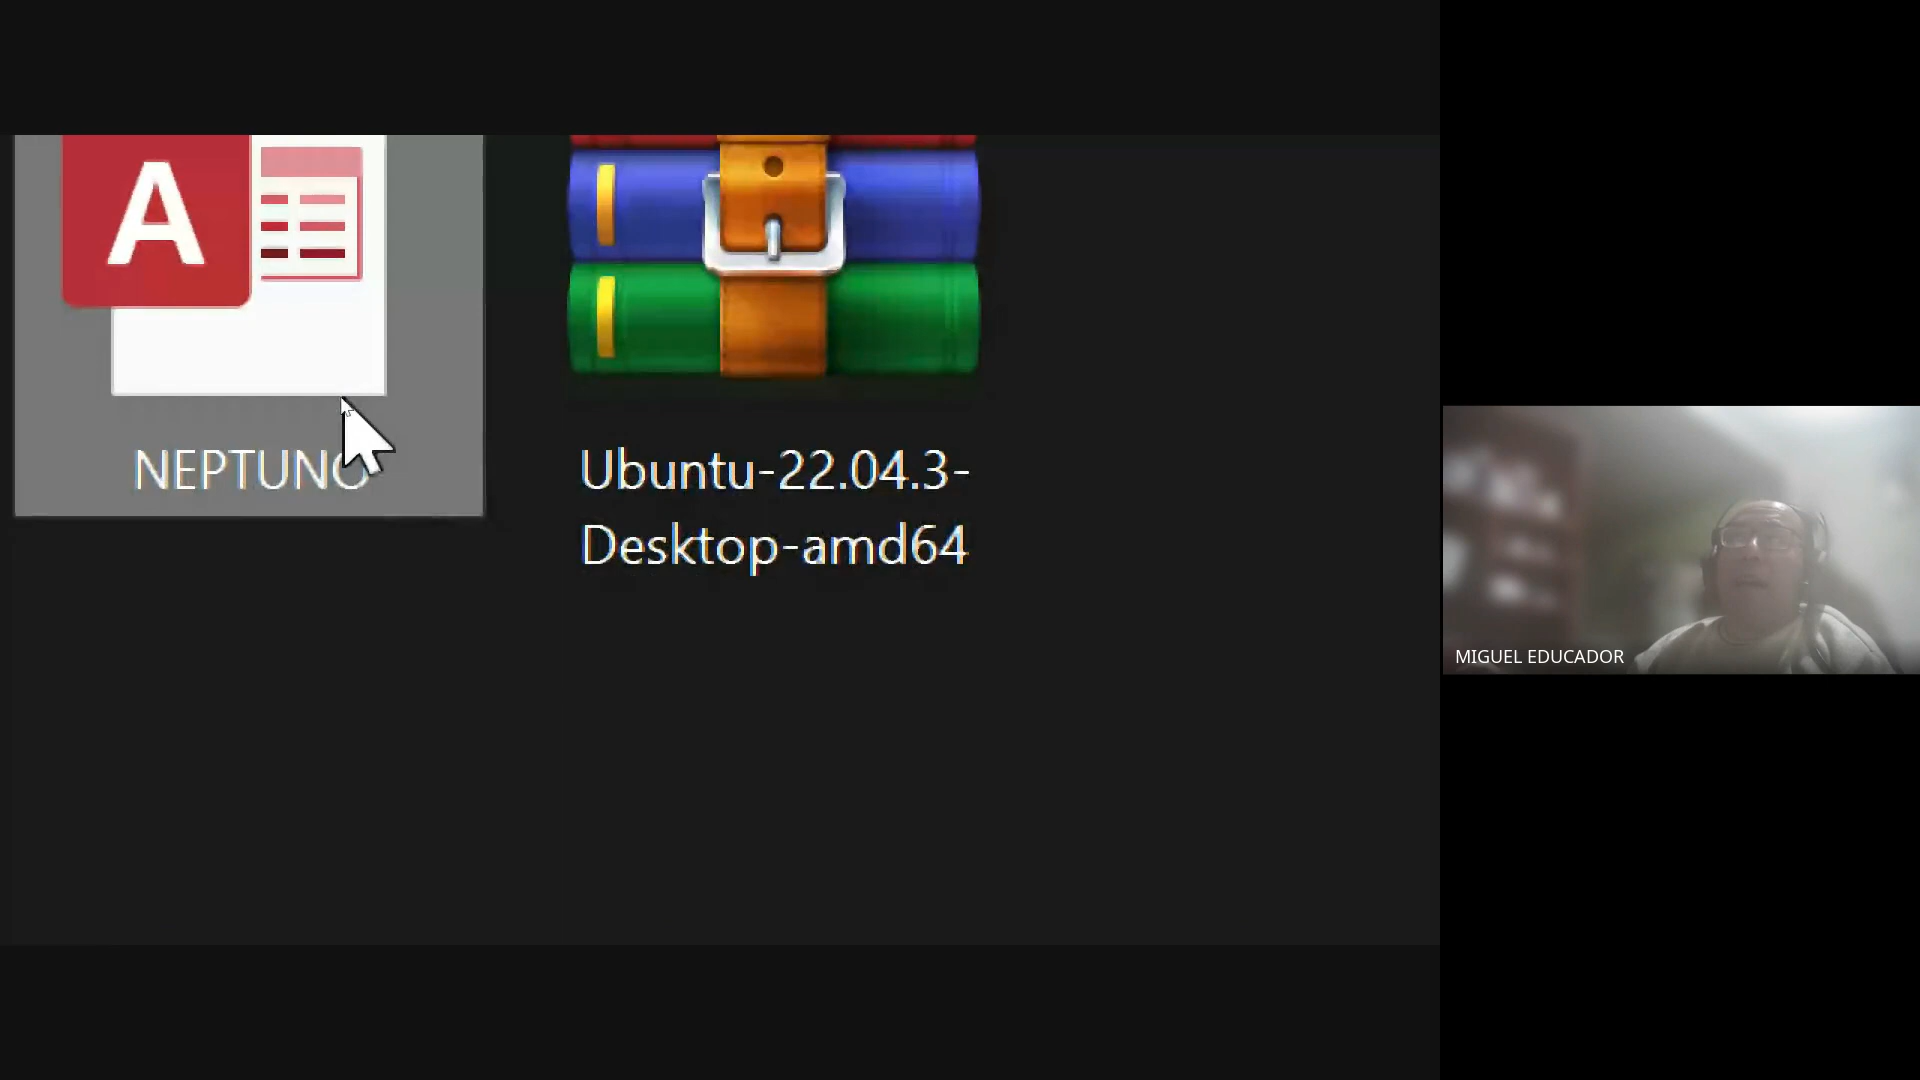 A
NEPTUNO
Ubuntu-22.04.3-
Desktop-amd64
MIGUEL EDUCADOR